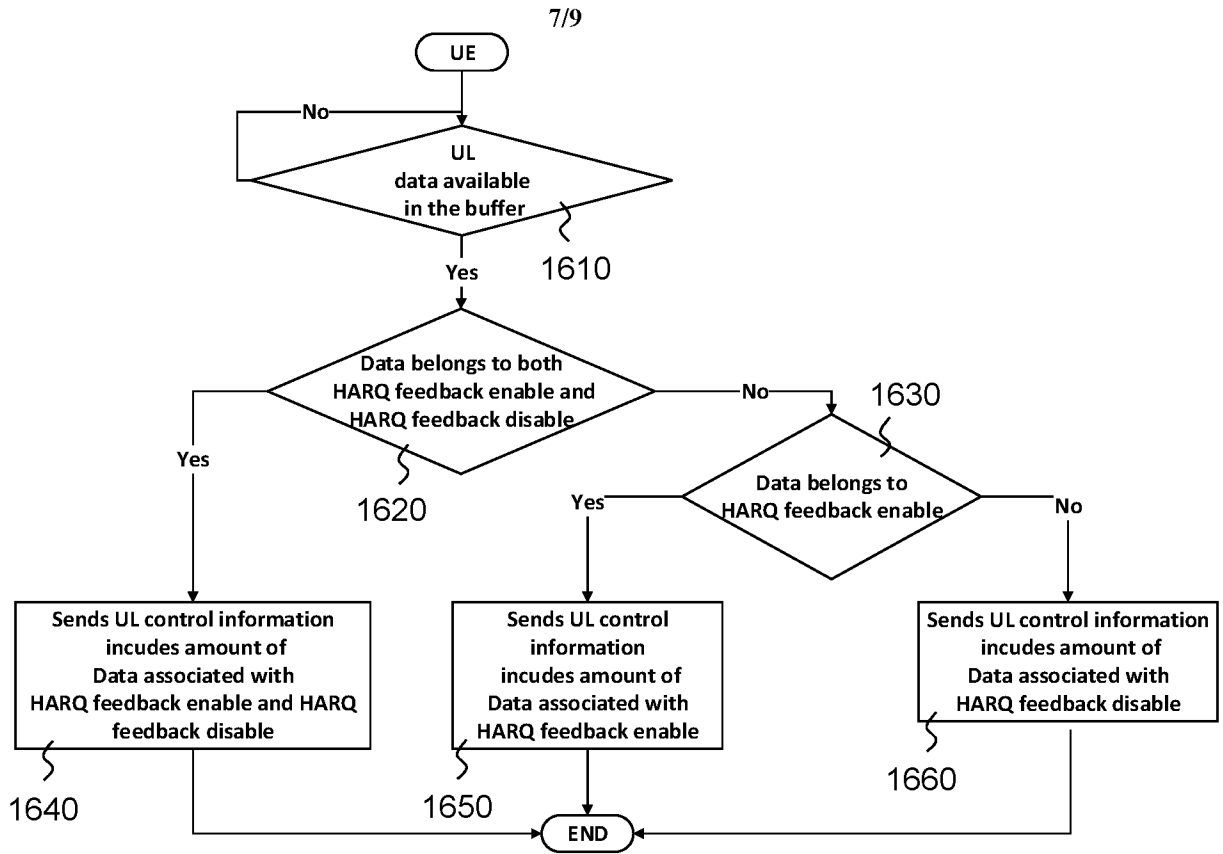 7/9
UE
No
UL
data available
in the buffer
1610
Yes
Data belongs to both
HARQ feedback enable and
HARQ feedback disable
No
1630
Yes
1620
Data belongs to
HARQ feedback enable
Yes
No
Sends UL control information
incudes amount of
Data associated with
HARQ feedback enable and HARQ
feedback disable
Sends UL control
information
incudes amount of
Data associated with
HARQ feedback enable
Sends UL control information
incudes amount of
Data associated with
HARQ feedback disable
1640
1650
1660
END